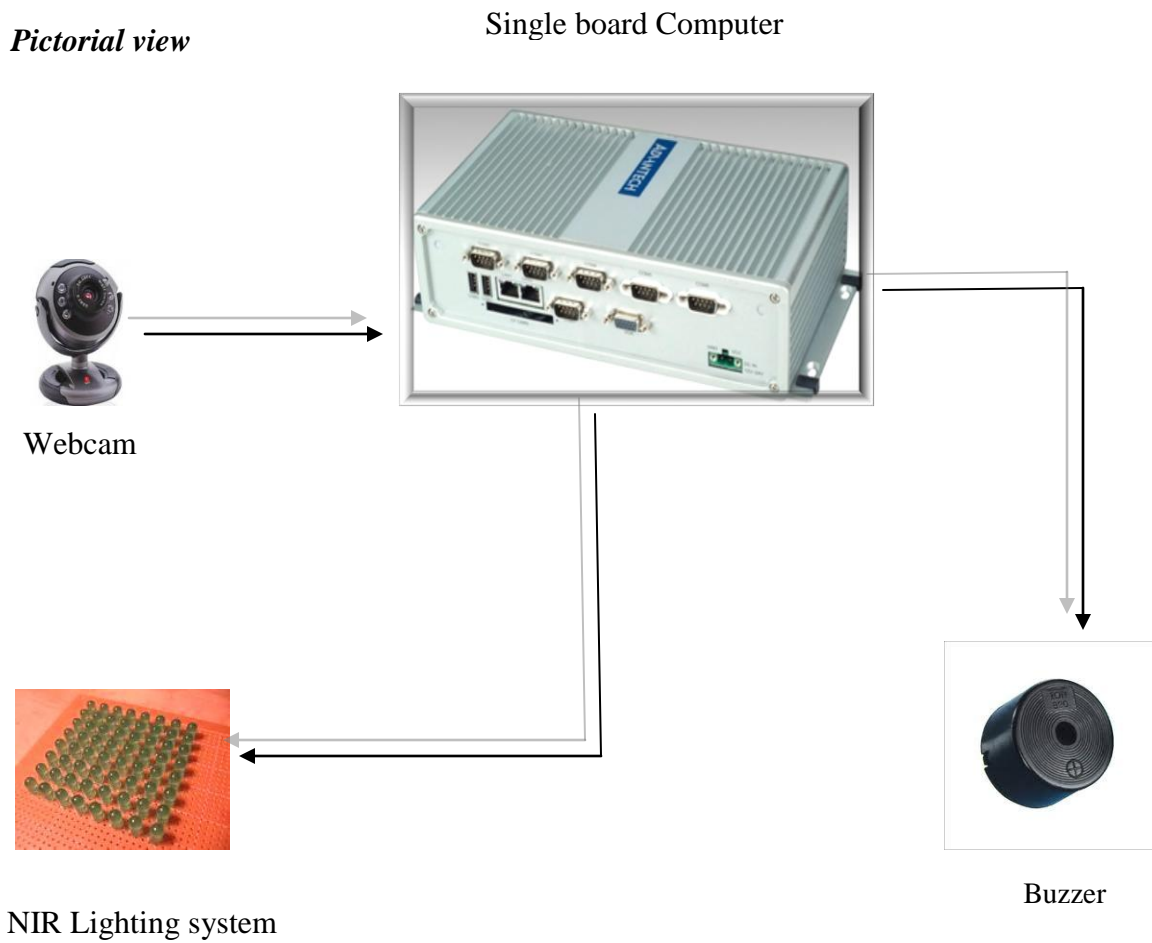 Pictorial view
Single board Computer
ADVANTECH
Webcam
Buzzer
NIR Lighting system